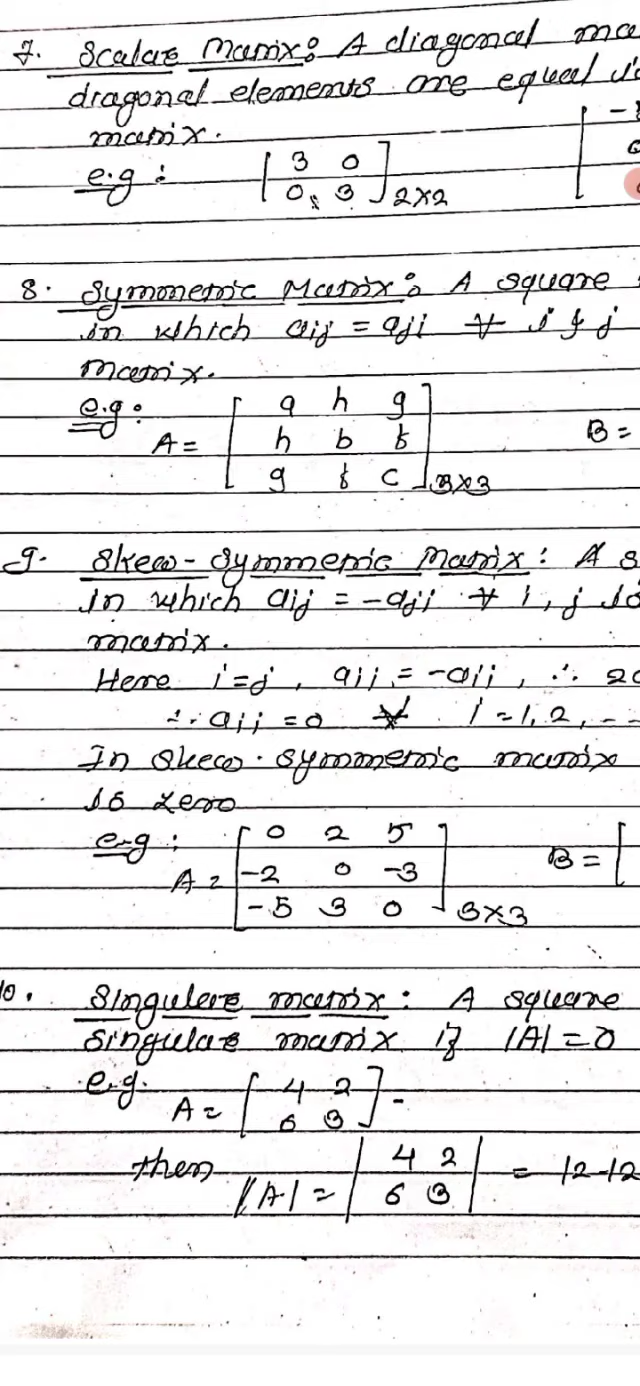 7. Scalar Matrix: A diagonal ma
diagonal elements are equal is
matrix.
e.g : [ 3 0
0, 3 ] 2×2
8. Symmetric Matrix: A square
in which aij = aji ∀ i & j
matrix.
e.g: A = [ a h g
h b f
g f c ] 3×3 B =
9. Skew-Symmetric Matrix: A s
in which aij = -aji ∀ i, j is
matrix.
Here i=j, aii = -aii, ∴ 2a
∴ aii = 0 ∀ i = 1, 2, --
In Skew-symmetric matrix
is zero
e.g : A = [ 0 2 5
-2 0 -3
-5 3 0 ] 3×3 B = [
10. Singular matrix: A square
singular matrix if |A| = 0
e.g. A = [ 4 2
6 3 ]
then |A| = | 4 2
6 3 | = 12-12